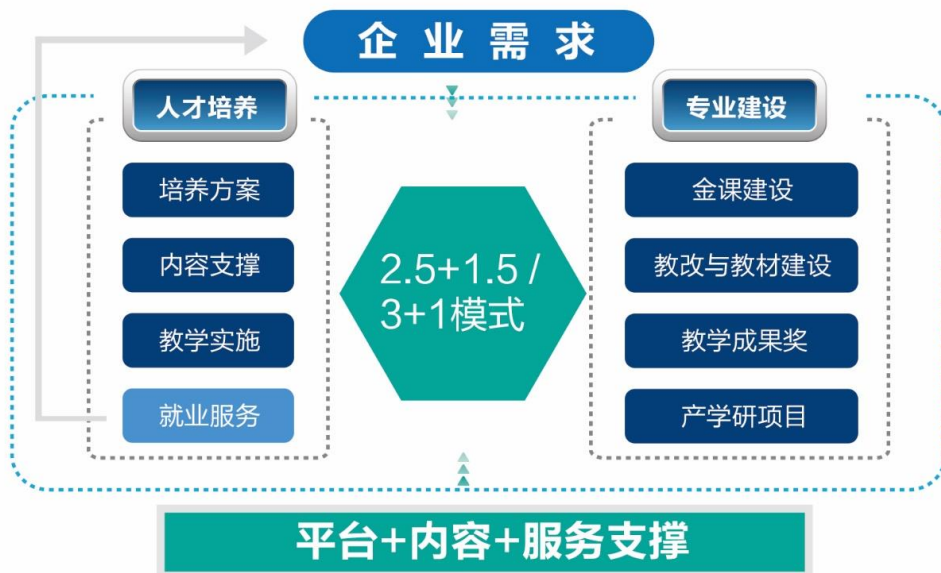 企业需求
人才培养
培养方案
内容支撑
教学实施
就业服务
2.5+1.5 /
3+1模式
专业建设
金课建设
教改与教材建设
教学成果奖
产学研项目
平台+内容+服务支撑